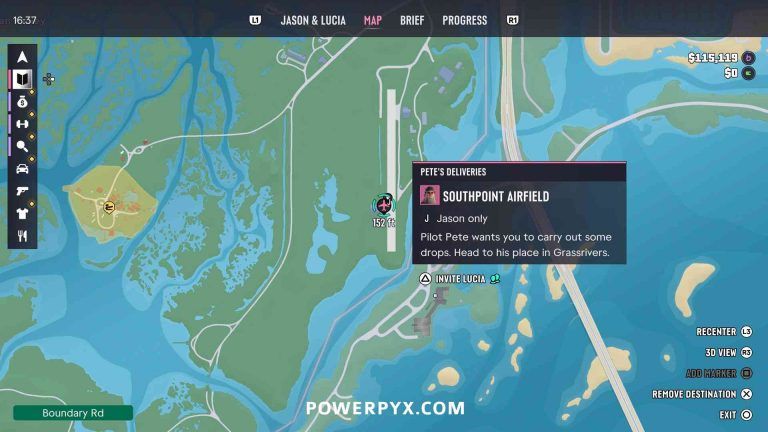 16:37
L1
JASON & LUCIA
MAP
BRIEF
PROGRESS
R1
$115,119
$0
PETE'S DELIVERIES
SOUTHPOINT AIRFIELD
J Jason only
Pilot Pete wants you to carry out some
drops. Head to his place in Grassrivers.
152 ft
INVITE LUCIA
RECENTER L3
3D VIEW R3
ADD MARKER
REMOVE DESTINATION
EXIT
Boundary Rd
POWERPYX.COM